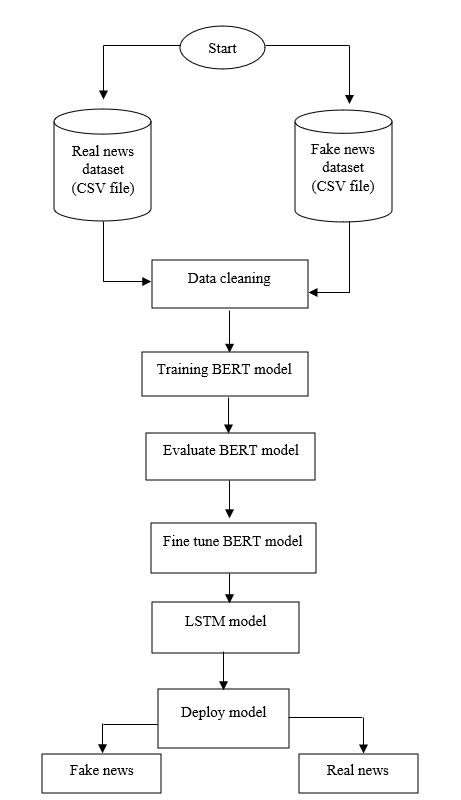 Start
Real news
dataset
(CSV file)
Fake news
dataset
(CSV file)
Data cleaning
Training BERT model
Evaluate BERT model
Fine tune BERT model
LSTM model
Deploy model
Fake news
Real news